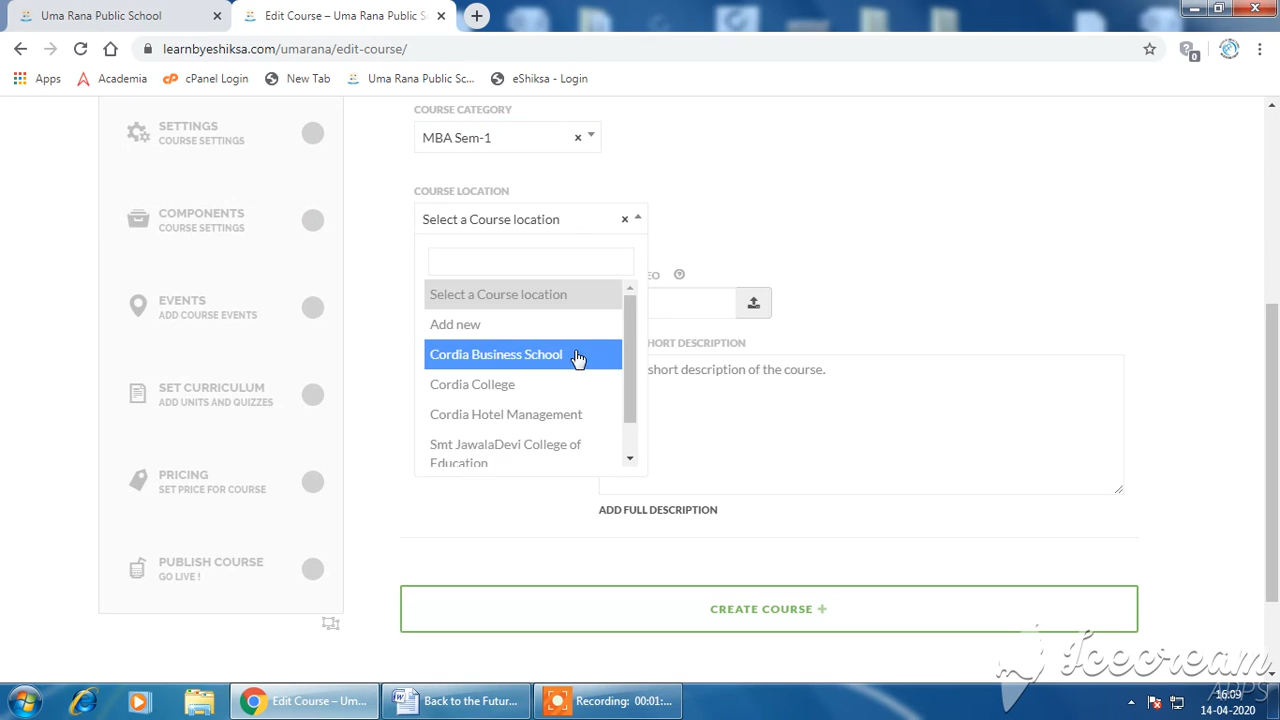 Uma Rana Public School
Edit Course – Uma Rana Public S
learnbyeshiksa.com/umarana/edit-course/
0
Apps
Academia
cPanel Login
New Tab
Uma Rana Public Sc...
eShiksa - Login
SETTINGS
COURSE SETTINGS
COMPONENTS
COURSE SETTINGS
EVENTS
ADD COURSE EVENTS
SET CURRICULUM
ADD UNITS AND QUIZZES
PRICING
SET PRICE FOR COURSE
PUBLISH COURSE
GO LIVE !
COURSE CATEGORY
MBA Sem-1
COURSE LOCATION
Select a Course location
Select a Course location
Add new
Cordia Business School
Cordia College
Cordia Hotel Management
Smt JawalaDevi College of
Education
EO
HORT DESCRIPTION
short description of the course.
ADD FULL DESCRIPTION
CREATE COURSE +
Icecream
APPS
Edit Course – Uma...
Back to the Futur...
Recording: 00:01:...
16:09
14-04-2020